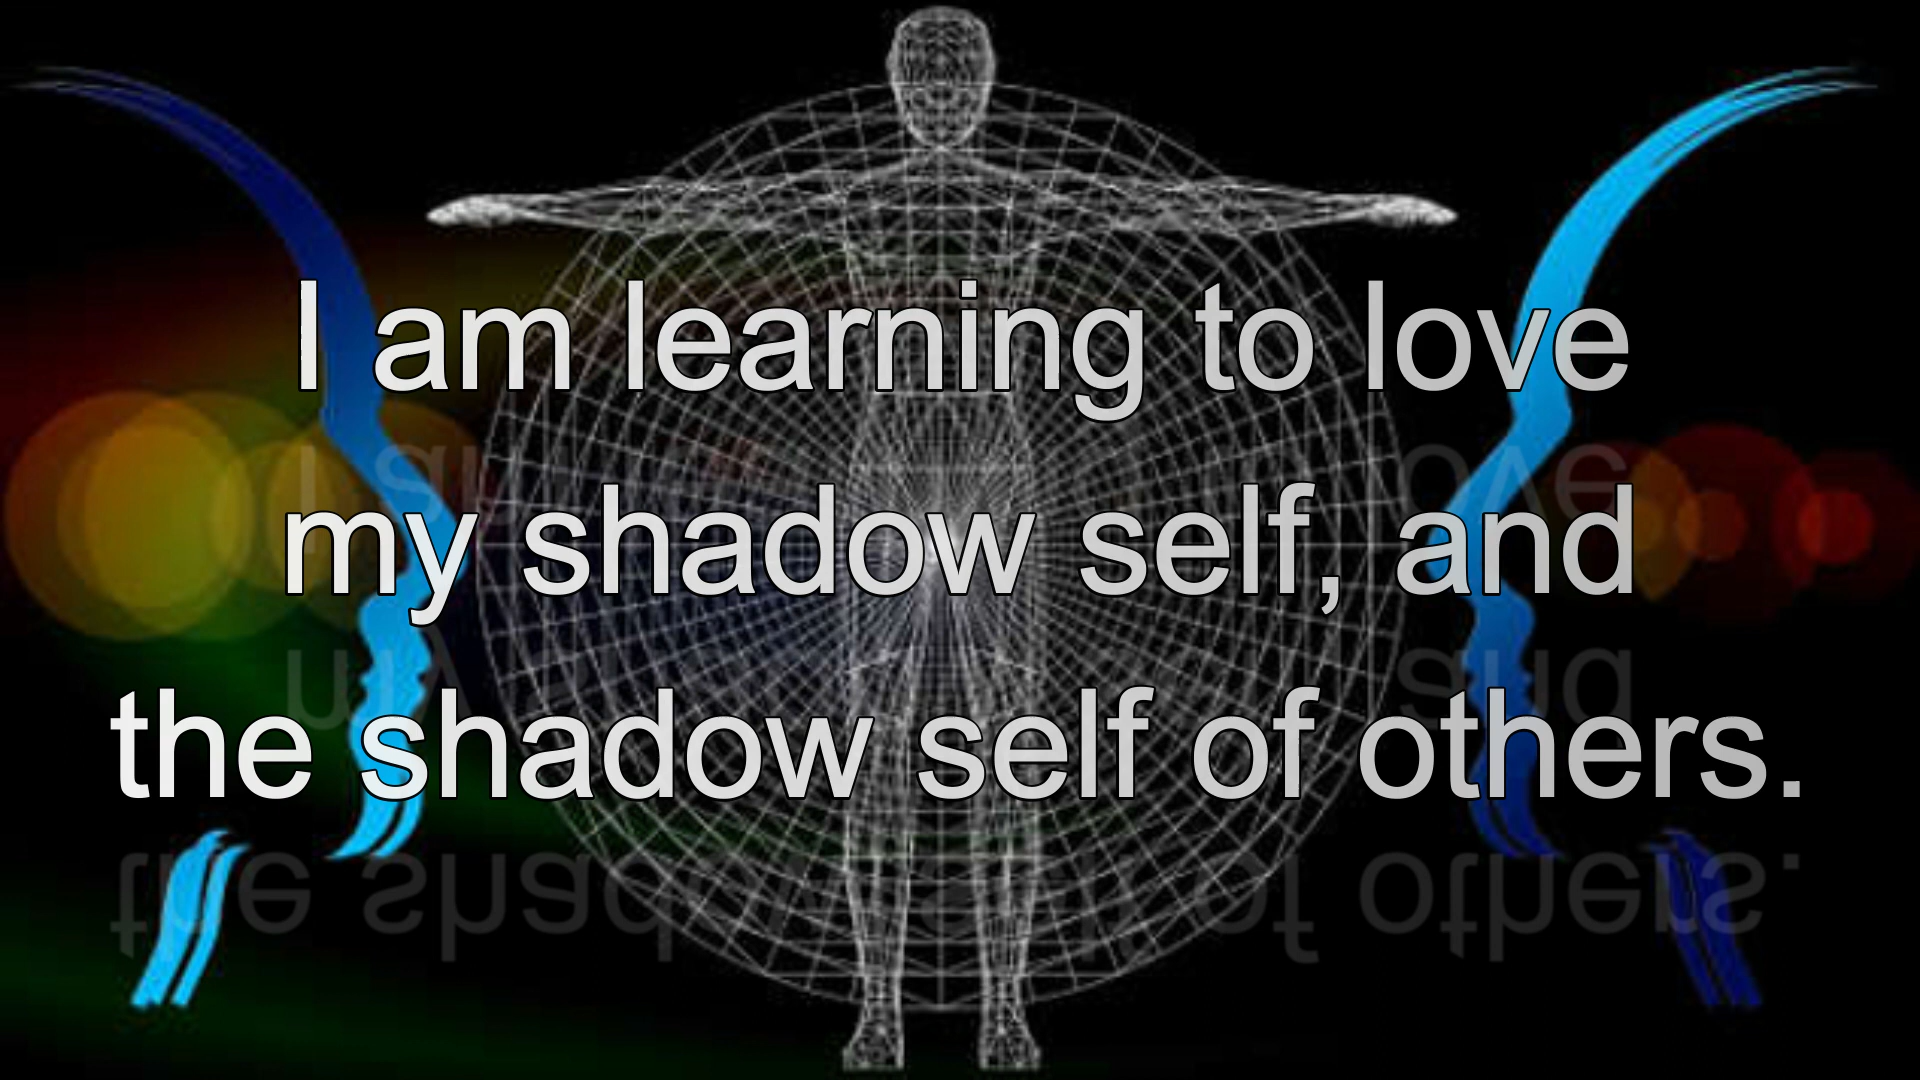 I am learning to love
my shadow self, and
the shadow self of others.